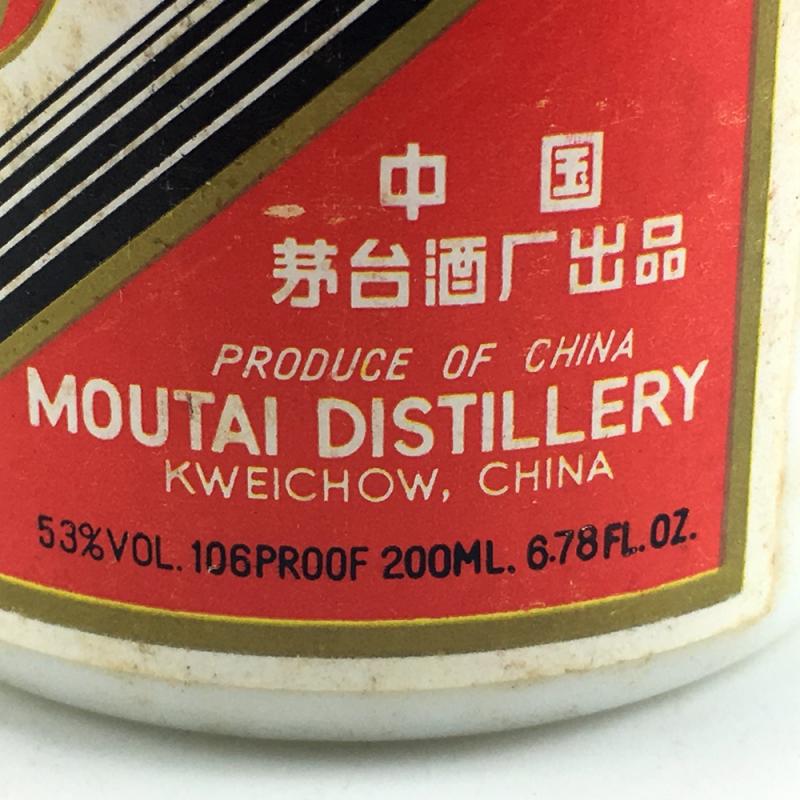 中国
茅台酒厂出品
PRODUCE OF CHINA
MOUTAI DISTILLERY
KWEICHOW, CHINA
53%VOL. 106PROOF 200ML. 6.78FL.OZ.